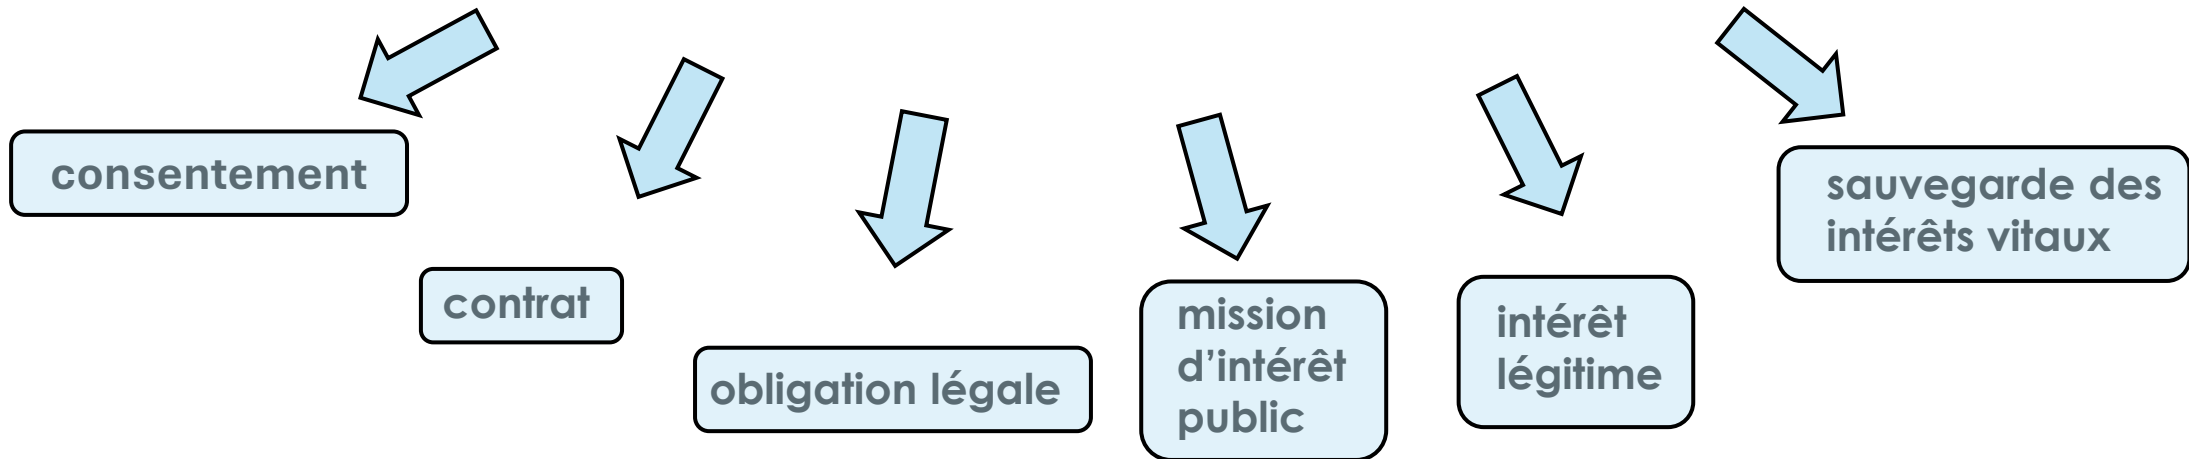 consentement
contrat
obligation légale
mission
d’intérêt
public
intérêt
légitime
sauvegarde des
intérêts vitaux